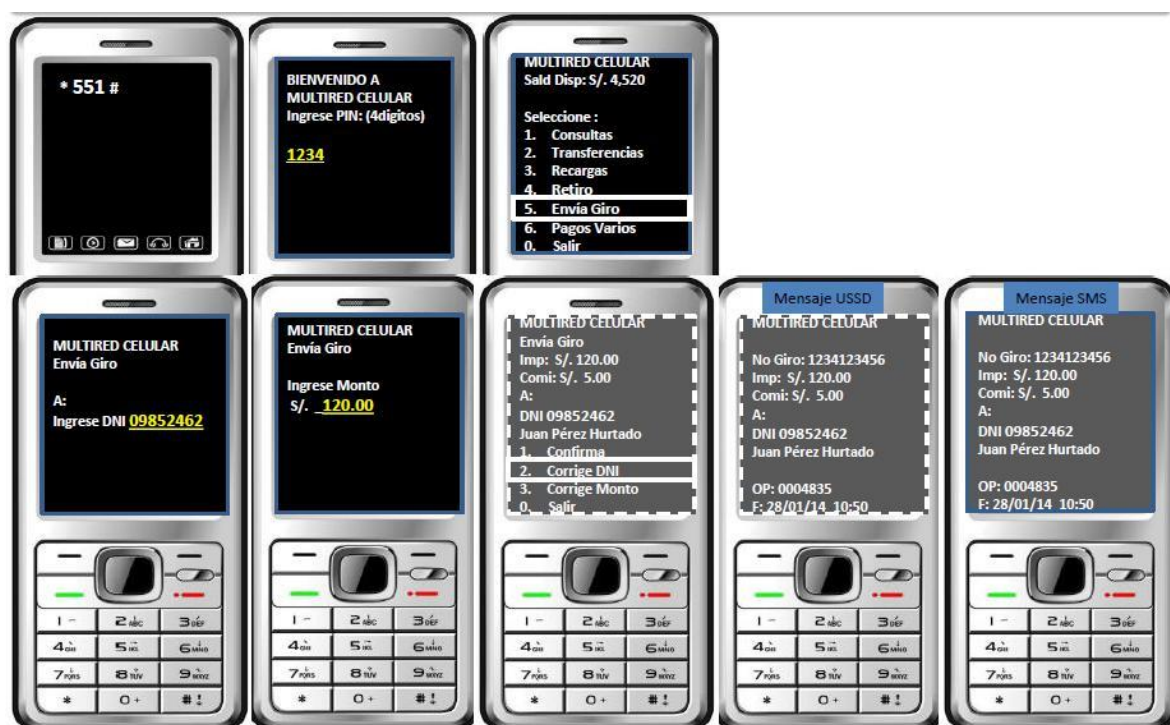 * 551 #
BIENVENIDO A
MULTIRED CELULAR
Ingrese PIN: (4digitos)
1234
MULTIRED CELULAR
Sald Disp: S/. 4,520
Seleccione :
1. Consultas
2. Transferencias
3. Recargas
4. Retiro
5. Envía Giro
6. Pagos Varios
0. Salir
MULTIRED CELULAR
Envía Giro
A:
Ingrese DNI 09852462
MULTIRED CELULAR
Envía Giro
Ingrese Monto
S/. _120.00
MULTIRED CELULAR
Envía Giro
Imp: S/. 120.00
Comi: S/. 5.00
A:
DNI 09852462
Juan Pérez Hurtado
1. Confirma
2. Corrige DNI
3. Corrige Monto
0. Salir
Mensaje USSD
MULTIRED CELULAR
No Giro: 1234123456
Imp: S/. 120.00
Comi: S/. 5.00
A:
DNI 09852462
Juan Pérez Hurtado
OP: 0004835
F: 28/01/14 10:50
Mensaje SMS
MULTIRED CELULAR
No Giro: 1234123456
Imp: S/. 120.00
Comi: S/. 5.00
A:
DNI 09852462
Juan Pérez Hurtado
OP: 0004835
F: 28/01/14 10:50